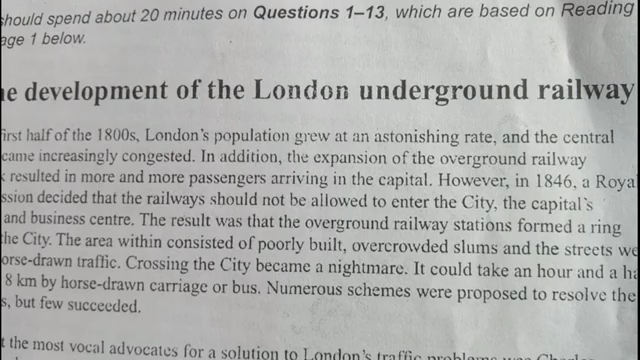 should spend about 20 minutes on Questions 1–13, which are based on Reading
age 1 below.
e development of the London underground railway
first half of the 1800s, London's population grew at an astonishing rate, and the central
came increasingly congested. In addition, the expansion of the overground railway
k resulted in more and more passengers arriving in the capital. However, in 1846, a Royal
ssion decided that the railways should not be allowed to enter the City, the capital's
and business centre. The result was that the overground railway stations formed a ring
the City. The area within consisted of poorly built, overcrowded slums and the streets we
orse-drawn traffic. Crossing the City became a nightmare. It could take an hour and a ha
8 km by horse-drawn carriage or bus. Numerous schemes were proposed to resolve the
s, but few succeeded.
t the most vocal advocates for a solution to London's traffic problems was Charles